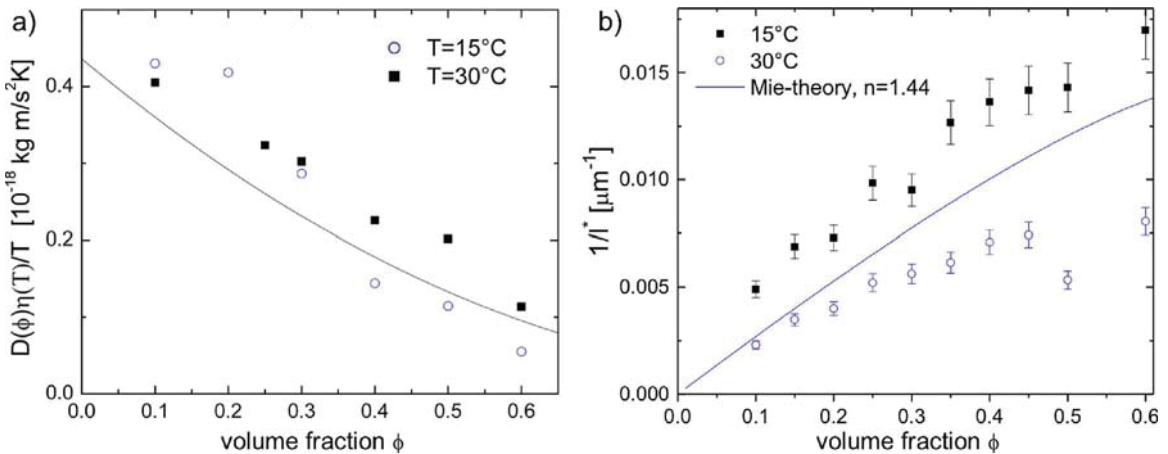 a)
T=15°C
T=30°C
D(ϕ)η(T)/T [10⁻¹⁸ kg m/s²K]
0.4
0.2
0.0
0.0 0.1 0.2 0.3 0.4 0.5 0.6
volume fraction ϕ
b)
15°C
30°C
Mie-theory, n=1.44
1/l* [μm⁻¹]
0.015
0.010
0.005
0.000
0.0 0.1 0.2 0.3 0.4 0.5 0.6
volume fraction ϕ